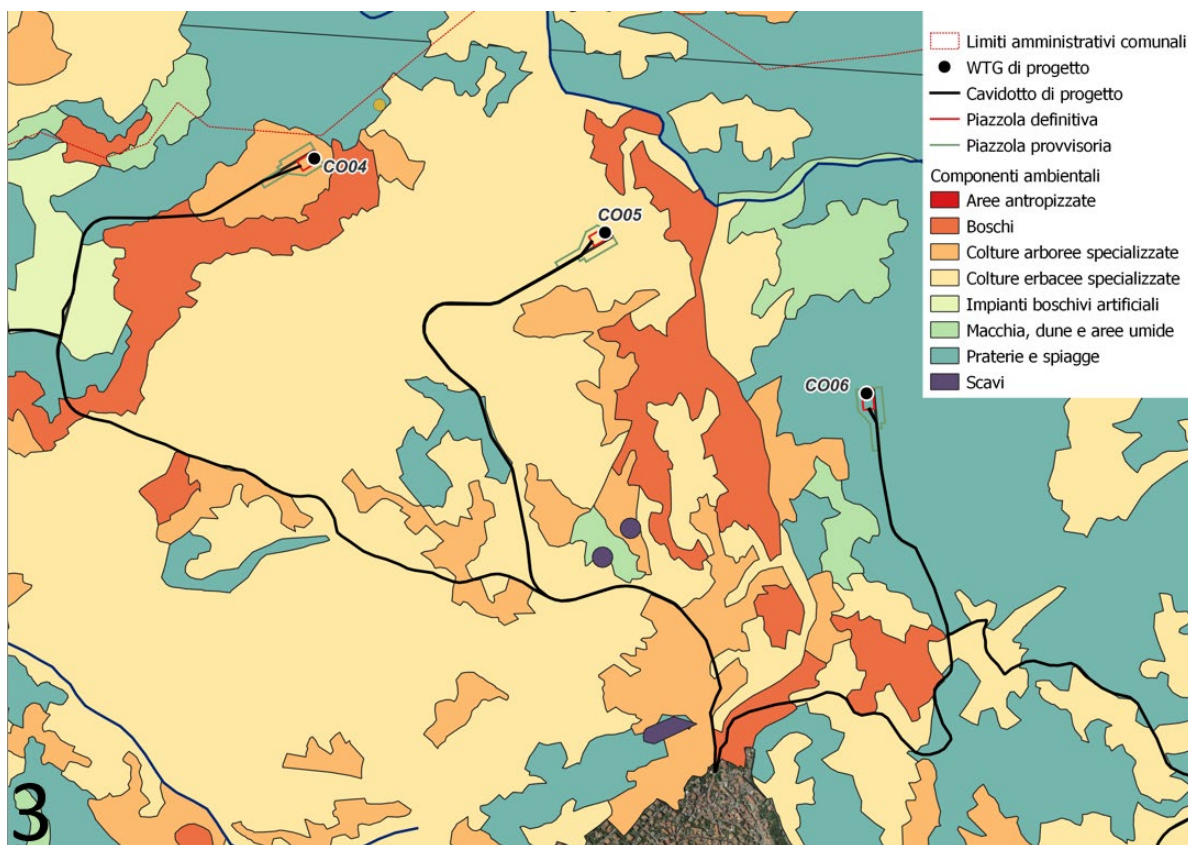 Limiti amministrativi comunali
WTG di progetto
Cavidotto di progetto
Piazzola definitiva
Piazzola provvisoria
Componenti ambientali
Aree antropizzate
Boschi
Colture arboree specializzate
Colture erbacee specializzate
Impianti boschivi artificiali
Macchia, dune e aree umide
Praterie e spiagge
Scavi
CO04
CO05
CO06
3